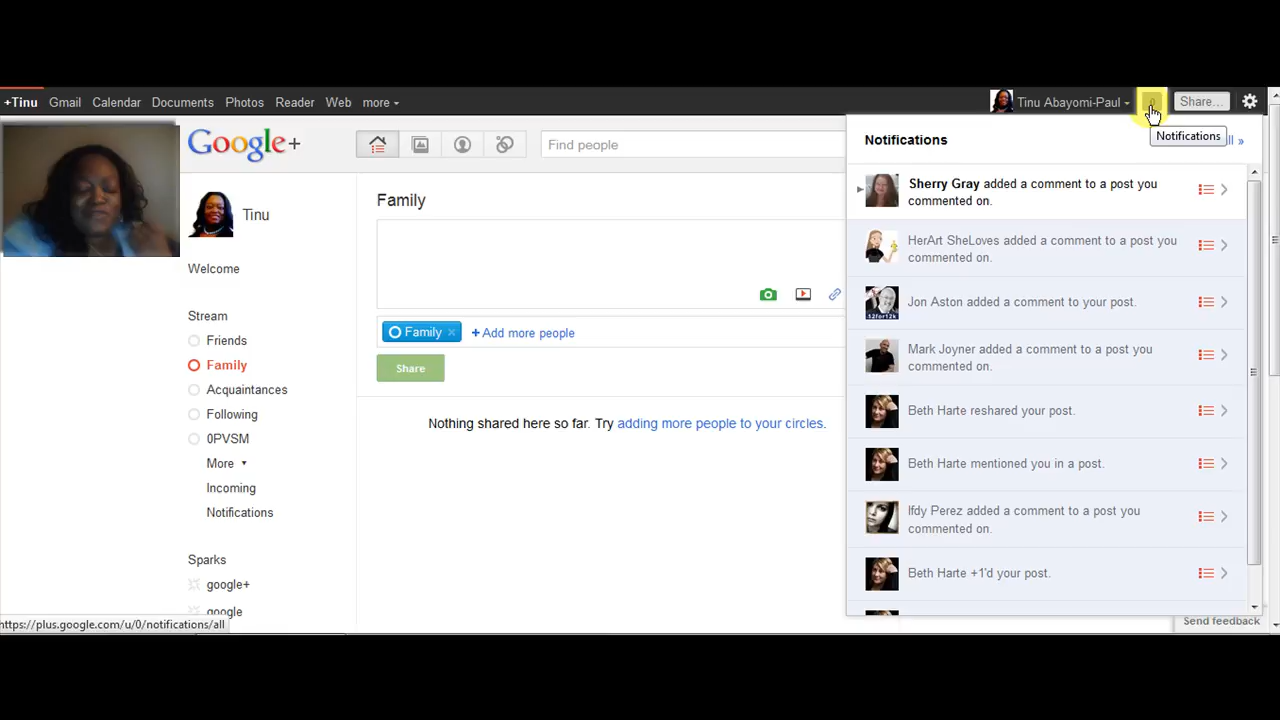 +Tinu Gmail Calendar Documents Photos Reader Web more
Tinu Abayomi-Paul 0 Share...
Google+
Find people
Notifications
ll »
Notifications
Tinu
Welcome
Stream
Friends
Family
Acquaintances
Following
0PVSM
More
Incoming
Notifications
Sparks
google+
google
https://plus.google.com/u/0/notifications/all
Family
Family × + Add more people
Share
Nothing shared here so far. Try adding more people to your circles.
Sherry Gray added a comment to a post you
commented on.
HerArt SheLoves added a comment to a post you
commented on.
12for12k
Jon Aston added a comment to your post.
Mark Joyner added a comment to a post you
commented on.
Beth Harte reshared your post.
Beth Harte mentioned you in a post.
Ifdy Perez added a comment to a post you
commented on.
Beth Harte +1'd your post.
Send feedback